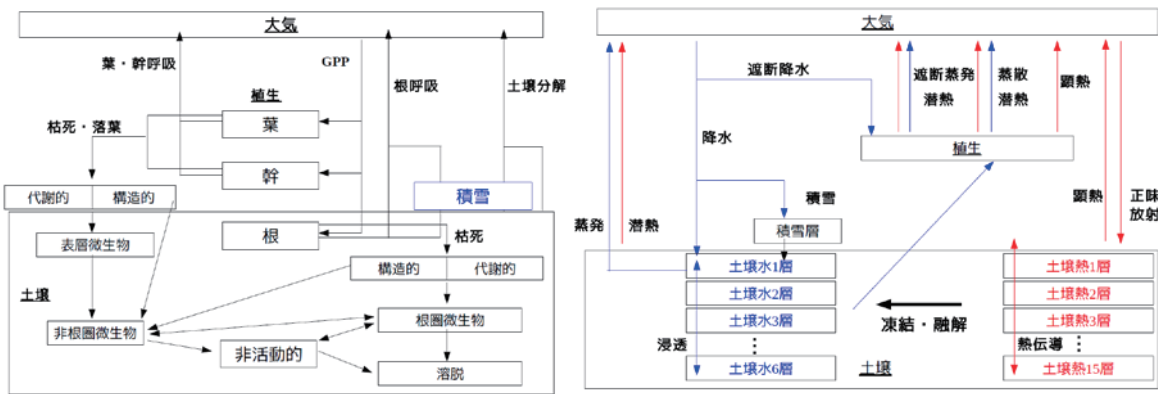 大気
葉・幹呼吸
GPP
根呼吸
土壌分解
植生
葉
枯死・落葉
幹
代謝的
構造的
積雪
表層微生物
根
枯死
構造的
代謝的
土壌
非根圏微生物
根圏微生物
非活動的
溶脱
大気
遮断降水
遮断蒸発
潜熱
蒸散
潜熱
顕熱
降水
植生
積雪
顕熱
正味
放射
蒸発
潜熱
積雪層
土壌水1層
土壌水2層
土壌水3層
土壌水6層
浸透
凍結・融解
土壌
土壌熱1層
土壌熱2層
土壌熱3層
熱伝導
土壌熱15層